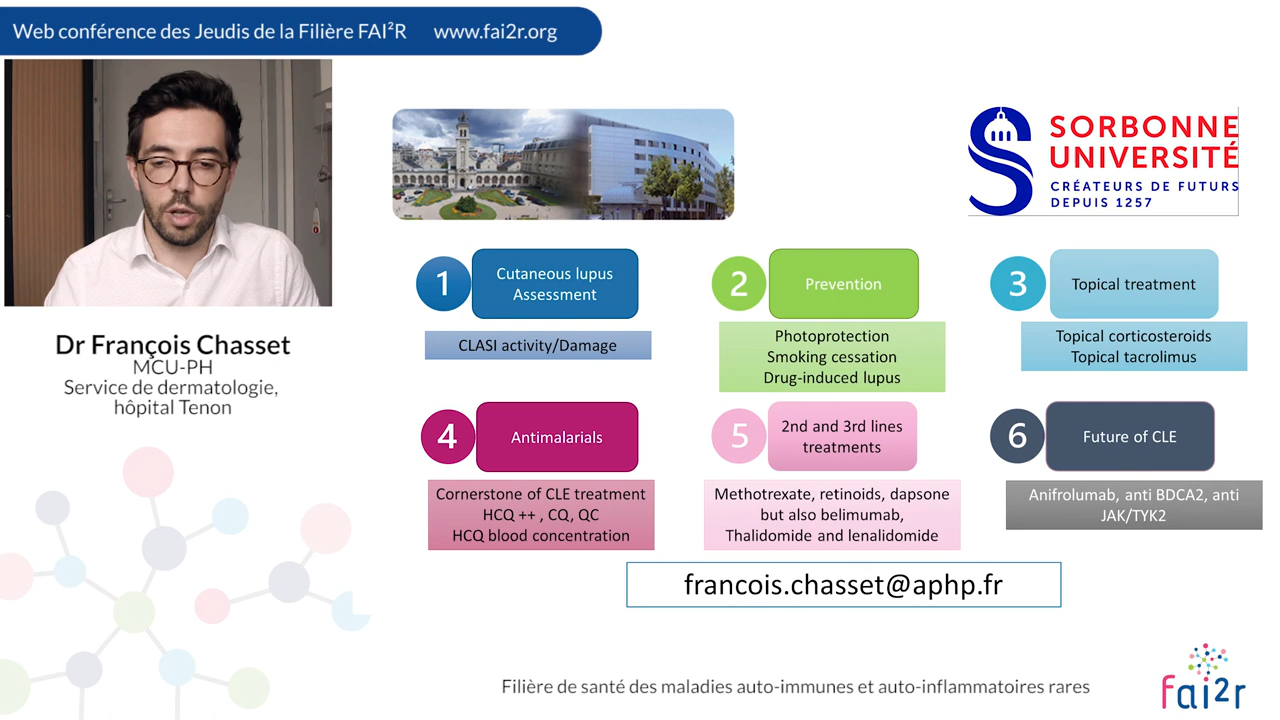 Web conférence des Jeudis de la Filière FAI²R www.fai2r.org
SORBONNE
UNIVERSITÉ
CRÉATEURS DE FUTURS
DEPUIS 1257
Dr François Chasset
MCU-PH
Service de dermatologie,
hôpital Tenon
1
Cutaneous lupus
Assessment
CLASI activity/Damage
2
Prevention
Photoprotection
Smoking cessation
Drug-induced lupus
3
Topical treatment
Topical corticosteroids
Topical tacrolimus
4
Antimalarials
Cornerstone of CLE treatment
HCQ ++ , CQ, QC
HCQ blood concentration
5
2nd and 3rd lines
treatments
Methotrexate, retinoids, dapsone
but also belimumab,
Thalidomide and lenalidomide
6
Future of CLE
Anifrolumab, anti BDCA2, anti
JAK/TYK2
francois.chasset@aphp.fr
Filière de santé des maladies auto-immunes et auto-inflammatoires rares
fai2r